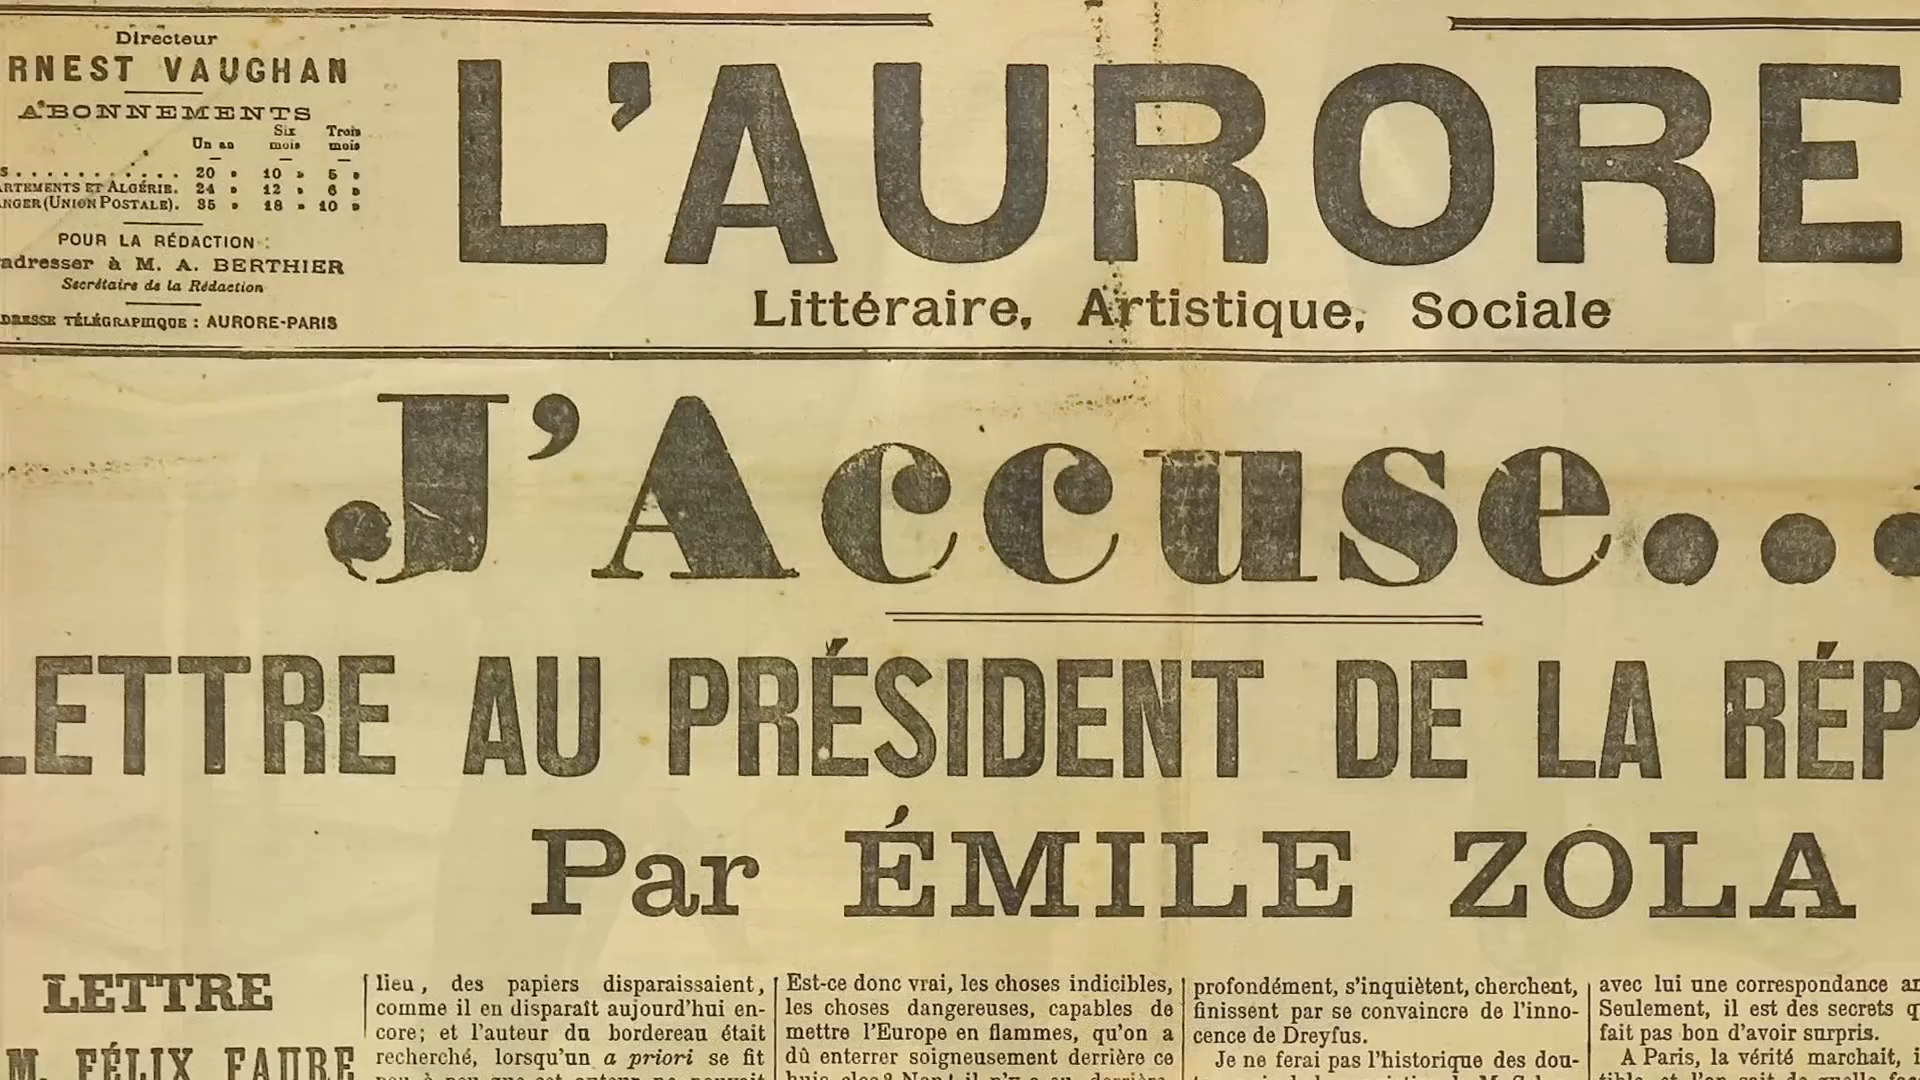 Directeur
RNEST VAUGHAN
ABONNEMENTS
Un an Six mois Trois mois
S........... 20 » 10 » 5 »
ARTEMENTS ET ALGÉRIE. 24 » 12 » 6 »
NGER (UNION POSTALE). 35 » 18 » 10 »
POUR LA RÉDACTION :
adresser à M. A. BERTHIER
Secrétaire de la Rédaction
DRESSE TÉLÉGRAPHIQUE : AURORE-PARIS
L'AURORE
Littéraire, Artistique, Sociale
J'Accuse...
LETTRE AU PRÉSIDENT DE LA RÉP
Par ÉMILE ZOLA
LETTRE
M. FÉLIX FAURE
lieu, des papiers disparaissaient,
comme il en disparaît aujourd'hui en-
core; et l'auteur du bordereau était
recherché, lorsqu'un a priori se fit
Est-ce donc vrai, les choses indicibles,
les choses dangereuses, capables de
mettre l'Europe en flammes, qu'on a
dû enterrer soigneusement derrière ce
profondément, s'inquiètent, cherchent,
finissent par se convaincre de l'inno-
cence de Dreyfus.
Je ne ferai pas l'historique des dou-
avec lui une correspondance
Seulement, il est des secrets q
fait pas bon d'avoir surpris.
A Paris, la vérité marchait, i